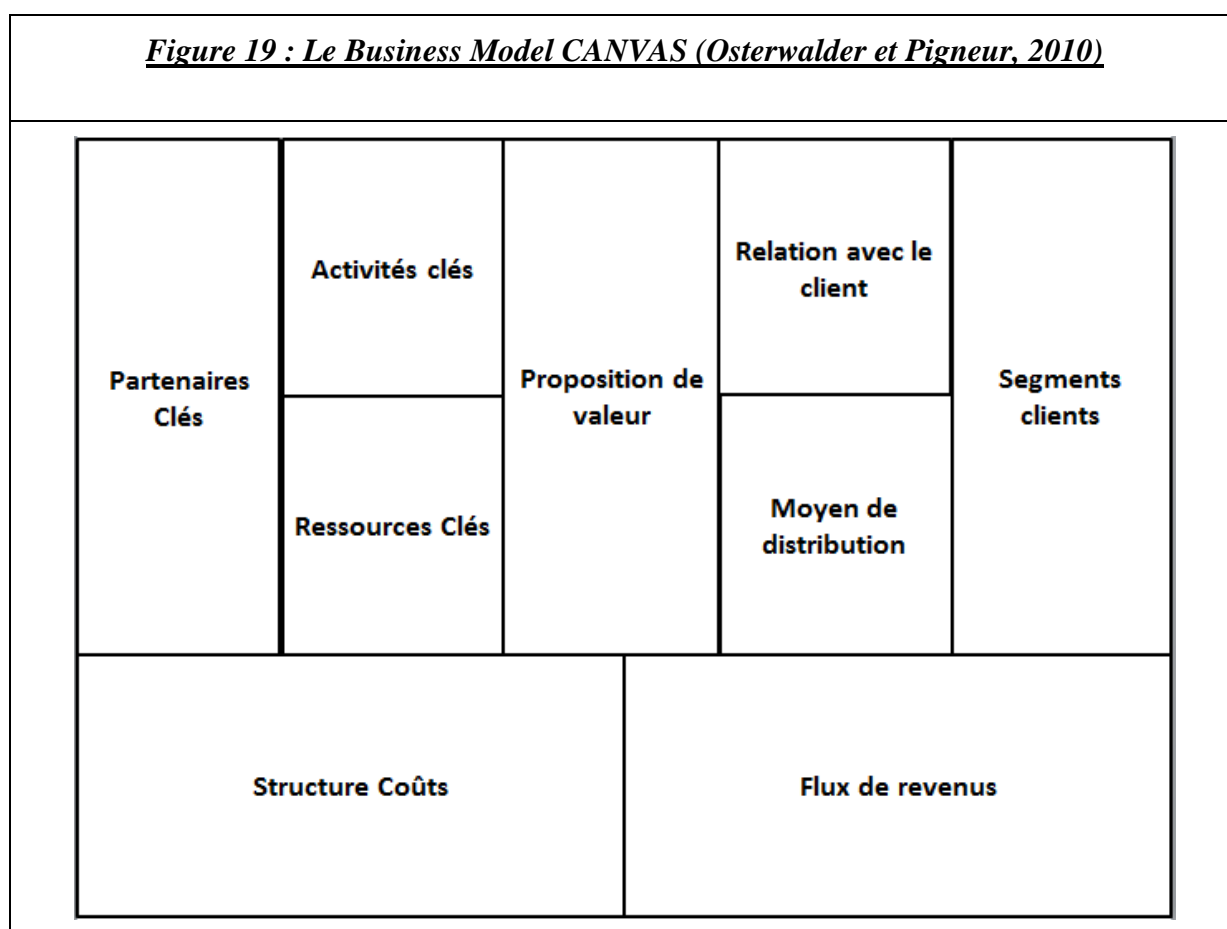 Figure 19 : Le Business Model CANVAS (Osterwalder et Pigneur, 2010)
Partenaires
Clés
Activités clés
Ressources Clés
Proposition de
valeur
Relation avec le
client
Moyen de
distribution
Segments
clients
Structure Coûts
Flux de revenus